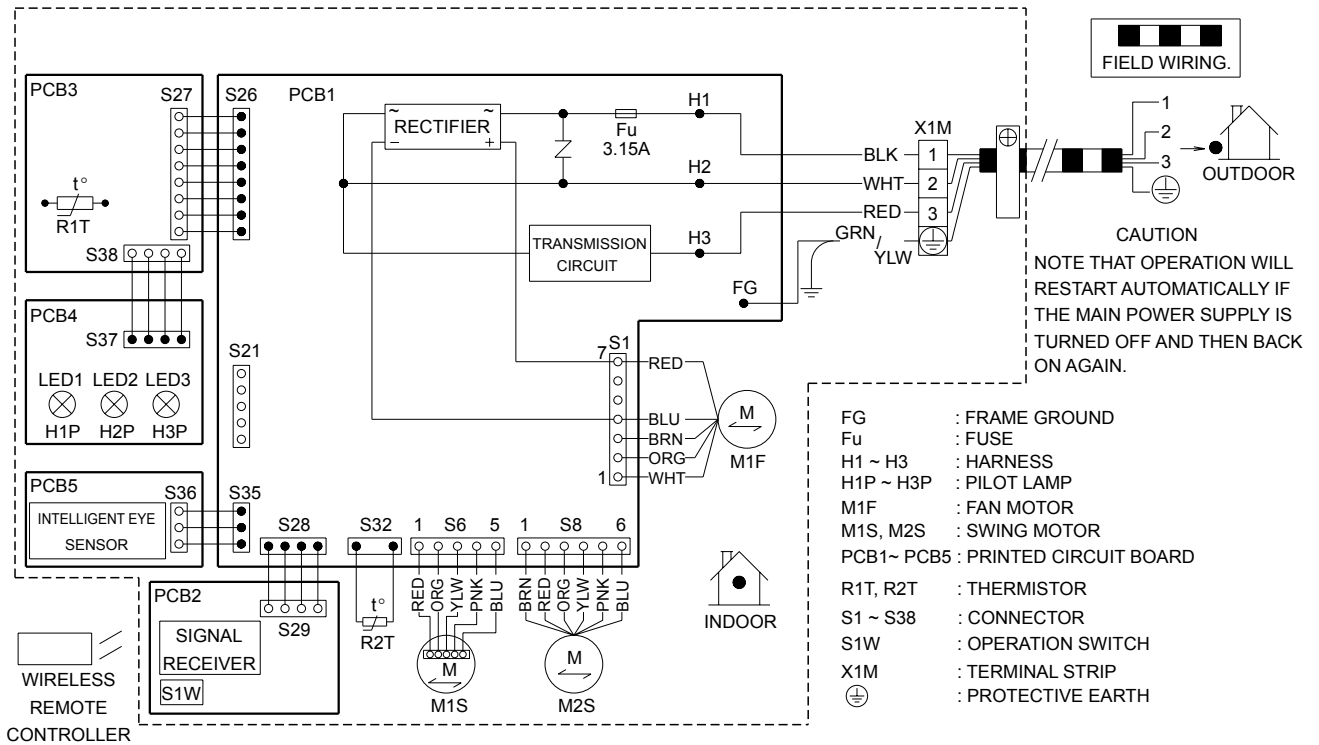 FIELD WIRING.
PCB3
S27
S26
PCB1
~ ~
RECTIFIER
− +
Fu
3.15A
H1
X1M
BLK 1
H2
WHT 2
RED 3
H3
TRANSMISSION
CIRCUIT
GRN/
YLW
FG
1
2
3
OUTDOOR
CAUTION
NOTE THAT OPERATION WILL
RESTART AUTOMATICALLY IF
THE MAIN POWER SUPPLY IS
TURNED OFF AND THEN BACK
ON AGAIN.
t°
R1T
S38
PCB4
S37
LED1 LED2 LED3
H1P H2P H3P
S21
S1
7
RED
BLU
BRN
ORG
1
WHT
M
M1F
PCB5
S36
S35
INTELLIGENT EYE
SENSOR
S28
S32
1 S6 5
1 S8 6
RED
ORG
YLW
PNK
BLU
BRN
RED
ORG
YLW
PNK
BLU
PCB2
S29
SIGNAL
RECEIVER
S1W
t°
R2T
M
M1S
M
M2S
INDOOR
WIRELESS
REMOTE
CONTROLLER
FG : FRAME GROUND
Fu : FUSE
H1 ~ H3 : HARNESS
H1P ~ H3P : PILOT LAMP
M1F : FAN MOTOR
M1S, M2S : SWING MOTOR
PCB1~ PCB5 : PRINTED CIRCUIT BOARD
R1T, R2T : THERMISTOR
S1 ~ S38 : CONNECTOR
S1W : OPERATION SWITCH
X1M : TERMINAL STRIP
: PROTECTIVE EARTH